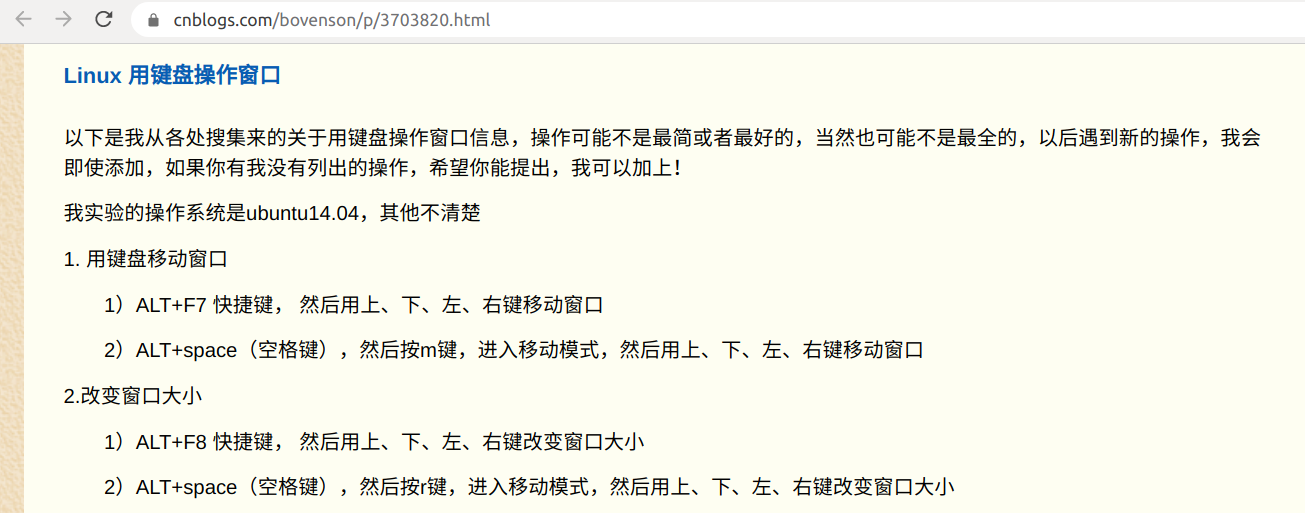 cnblogs.com/bovenson/p/3703820.html
Linux 用键盘操作窗口
以下是我从各处搜集来的关于用键盘操作窗口信息，操作可能不是最简或者最好的，当然也可能不是最全的，以后遇到新的操作，我会
即使添加，如果你有我没有列出的操作，希望你能提出，我可以加上！
我实验的操作系统是ubuntu14.04，其他不清楚
1. 用键盘移动窗口
1）ALT+F7 快捷键， 然后用上、下、左、右键移动窗口
2）ALT+space（空格键）, 然后按m键，进入移动模式，然后用上、下、左、右键移动窗口
2.改变窗口大小
1）ALT+F8 快捷键， 然后用上、下、左、右键改变窗口大小
2）ALT+space（空格键）, 然后按r键，进入移动模式，然后用上、下、左、右键改变窗口大小